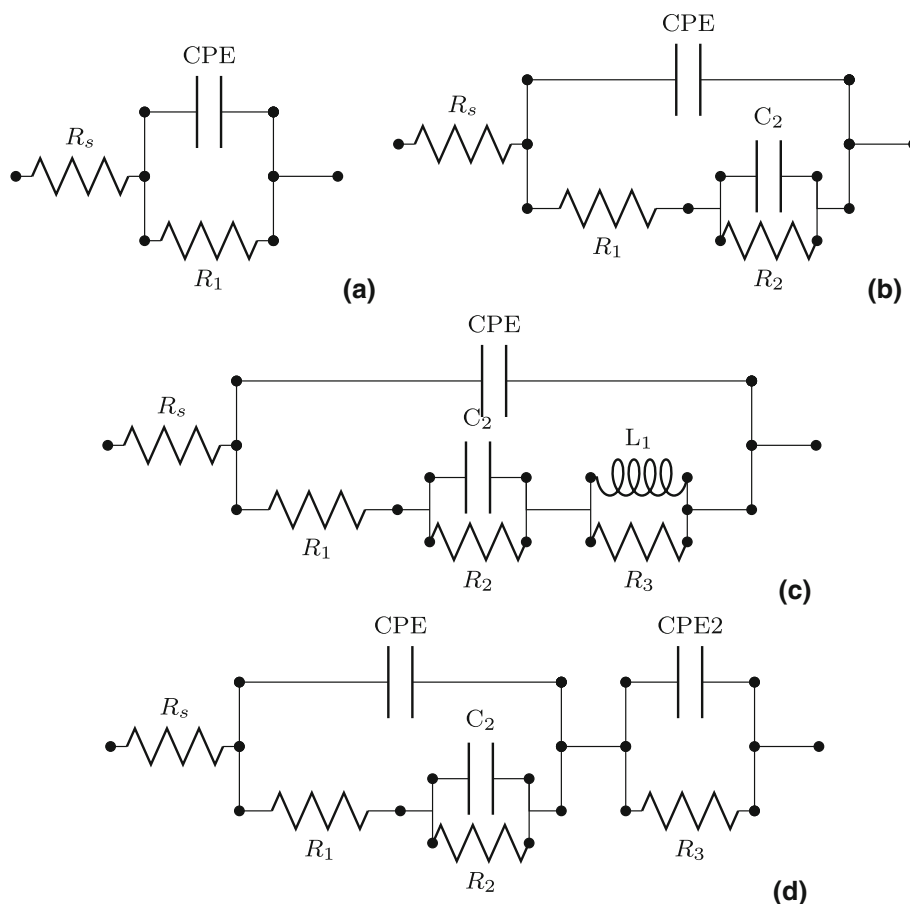 CPE
R_s
R_1
(a)
CPE
R_s
C_2
R_1
R_2
(b)
CPE
R_s
C_2
L_1
R_1
R_2
R_3
(c)
CPE
CPE2
R_s
C_2
R_1
R_2
R_3
(d)